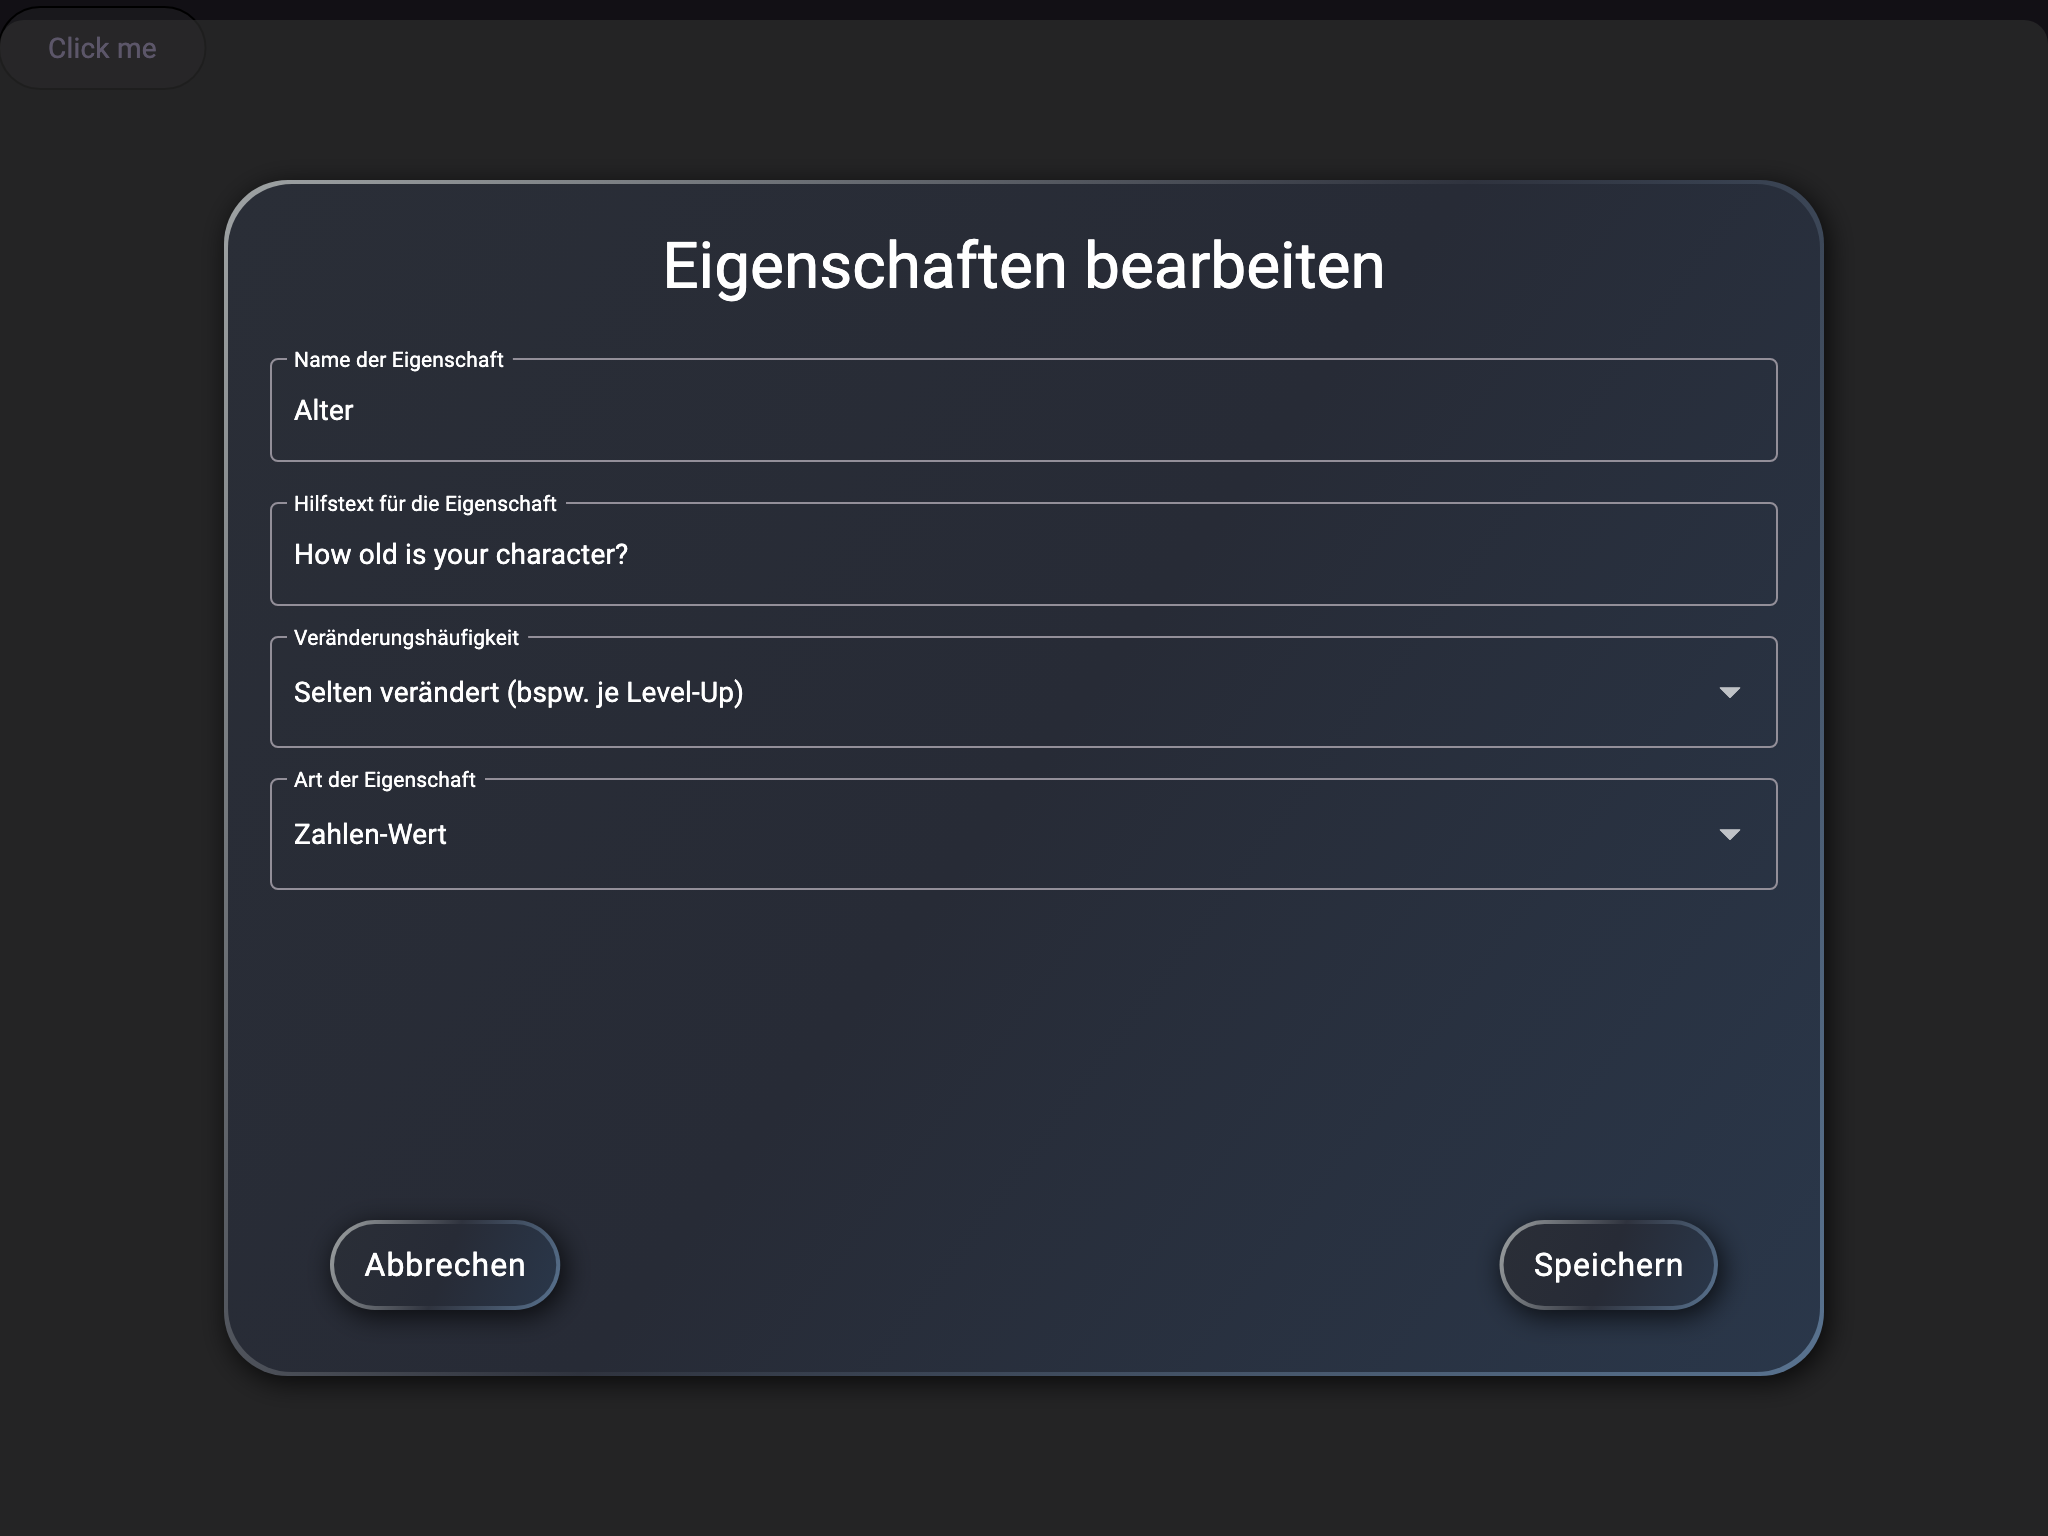 Click me
Eigenschaften bearbeiten
Name der Eigenschaft
Alter
Hilfstext für die Eigenschaft
How old is your character?
Veränderungshäufigkeit
Selten verändert (bspw. je Level-Up)
Art der Eigenschaft
Zahlen-Wert
Abbrechen
Speichern